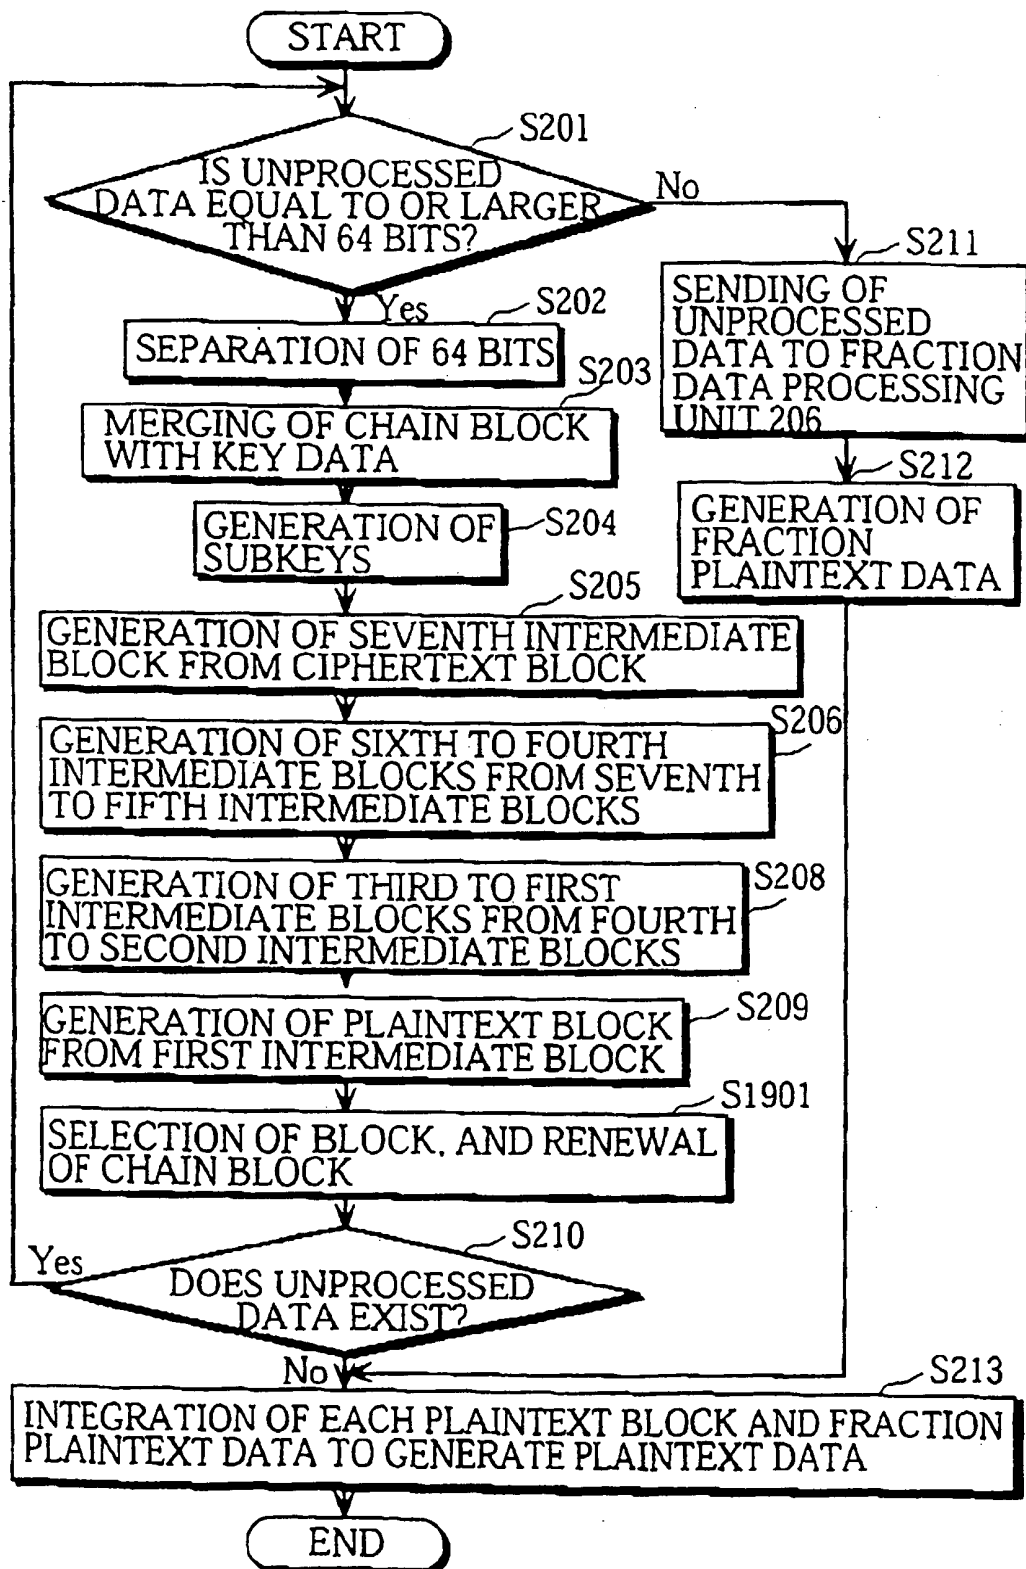 START
S201
IS UNPROCESSED
DATA EQUAL TO OR LARGER
THAN 64 BITS?
No
Yes
S211
SENDING OF
UNPROCESSED
DATA TO FRACTION
DATA PROCESSING
UNIT 206
S202
SEPARATION OF 64 BITS
S203
MERGING OF CHAIN BLOCK
WITH KEY DATA
S212
GENERATION OF
FRACTION
PLAINTEXT DATA
S204
GENERATION OF
SUBKEYS
S205
GENERATION OF SEVENTH INTERMEDIATE
BLOCK FROM CIPHERTEXT BLOCK
S206
GENERATION OF SIXTH TO FOURTH
INTERMEDIATE BLOCKS FROM SEVENTH
TO FIFTH INTERMEDIATE BLOCKS
S208
GENERATION OF THIRD TO FIRST
INTERMEDIATE BLOCKS FROM FOURTH
TO SECOND INTERMEDIATE BLOCKS
S209
GENERATION OF PLAINTEXT BLOCK
FROM FIRST INTERMEDIATE BLOCK
S1901
SELECTION OF BLOCK, AND RENEWAL
OF CHAIN BLOCK
S210
Yes
DOES UNPROCESSED
DATA EXIST?
No
S213
INTEGRATION OF EACH PLAINTEXT BLOCK AND FRACTION
PLAINTEXT DATA TO GENERATE PLAINTEXT DATA
END